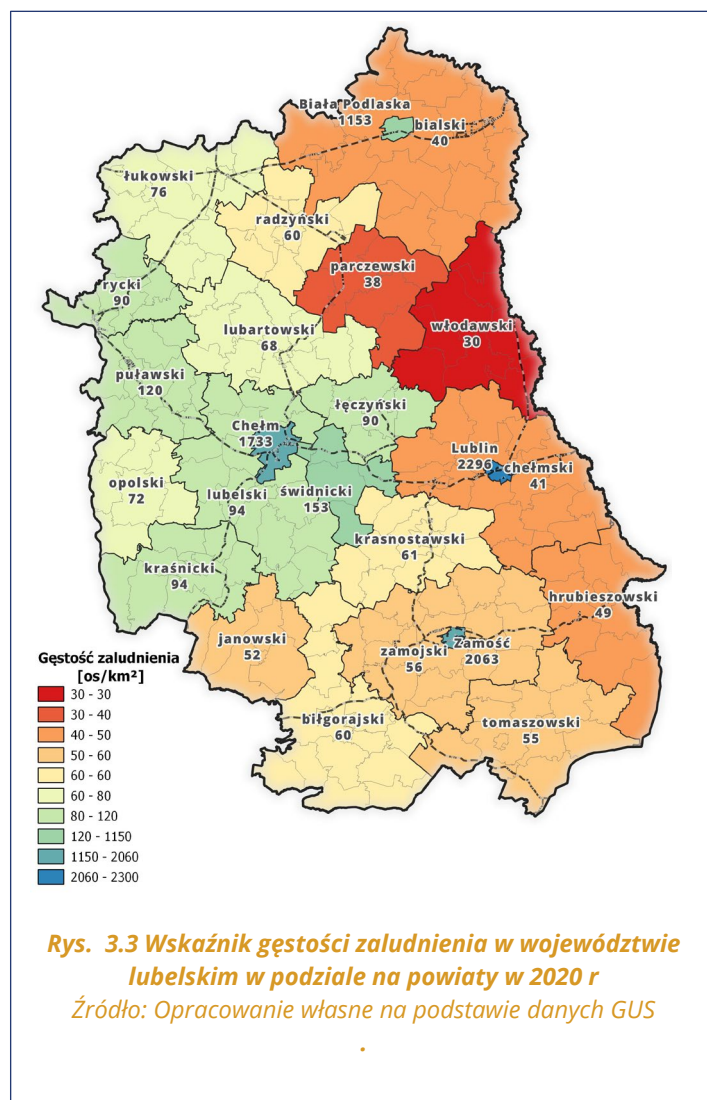 Biała Podlaska
1153
bialski
40
łukowski
76
radzyński
60
parczewski
38
rycki
90
włodawski
30
lubartowski
68
puławski
120
łęczyński
90
Chełm
1733
Lublin
2296
chełmski
41
opolski
72
lubelski
94
świdnicki
153
krasnostawski
61
kraśnicki
94
hrubieszowski
49
janowski
52
zamojski
56
Zamość
2063
biłgorajski
60
tomaszowski
55
Gęstość zaludnienia
[os/km²]
30 - 30
30 - 40
40 - 50
50 - 60
60 - 60
60 - 80
80 - 120
120 - 1150
1150 - 2060
2060 - 2300
Rys. 3.3 Wskaźnik gęstości zaludnienia w województwie
lubelskim w podziale na powiaty w 2020 r
Źródło: Opracowanie własne na podstawie danych GUS
.